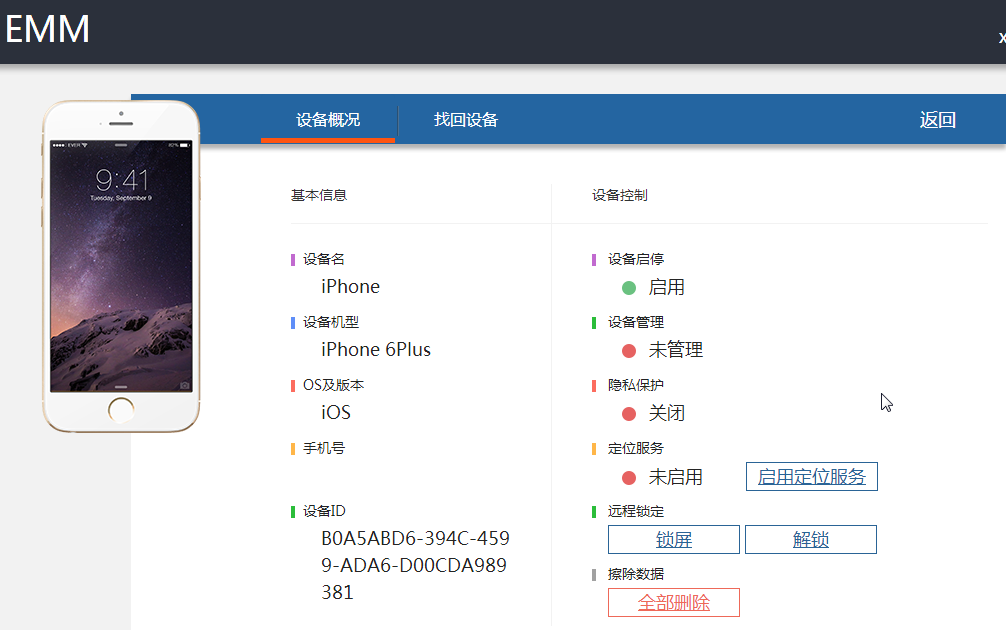 EMM
x
设备概况
找回设备
返回
9:41
Tuesday, September 9
基本信息
设备控制
设备名
iPhone
设备机型
iPhone 6Plus
OS及版本
iOS
手机号
设备ID
B0A5ABD6-394C-459
9-ADA6-D00CDA989
381
设备启停
启用
设备管理
未管理
隐私保护
关闭
定位服务
未启用
启用定位服务
远程锁定
锁屏
解锁
擦除数据
全部删除